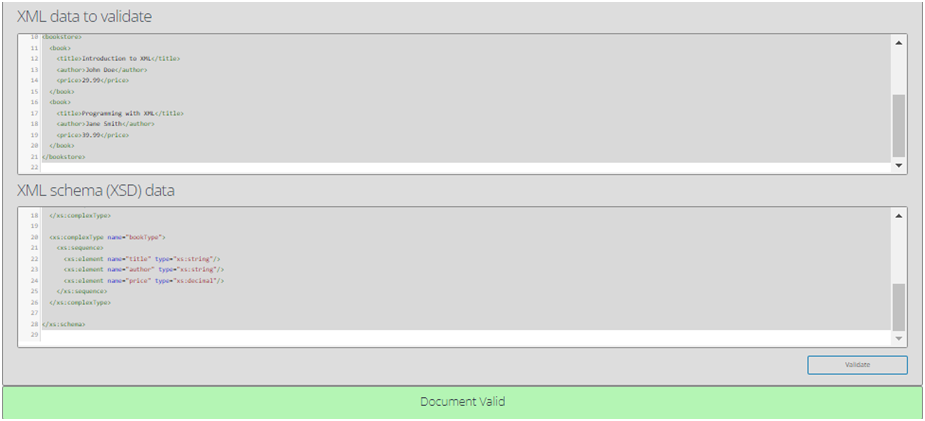 XML data to validate
10 <bookstore>
11 <book>
12 <title>Introduction to XML</title>
13 <author>John Doe</author>
14 <price>29.99</price>
15 </book>
16 <book>
17 <title>Programming with XML</title>
18 <author>Jane Smith</author>
19 <price>39.99</price>
20 </book>
21 </bookstore>
22
XML schema (XSD) data
18 </xs:complexType>
19
20 <xs:complexType name="bookType">
21 <xs:sequence>
22 <xs:element name="title" type="xs:string"/>
23 <xs:element name="author" type="xs:string"/>
24 <xs:element name="price" type="xs:decimal"/>
25 </xs:sequence>
26 </xs:complexType>
27
28 </xs:schema>
29
Validate
Document Valid